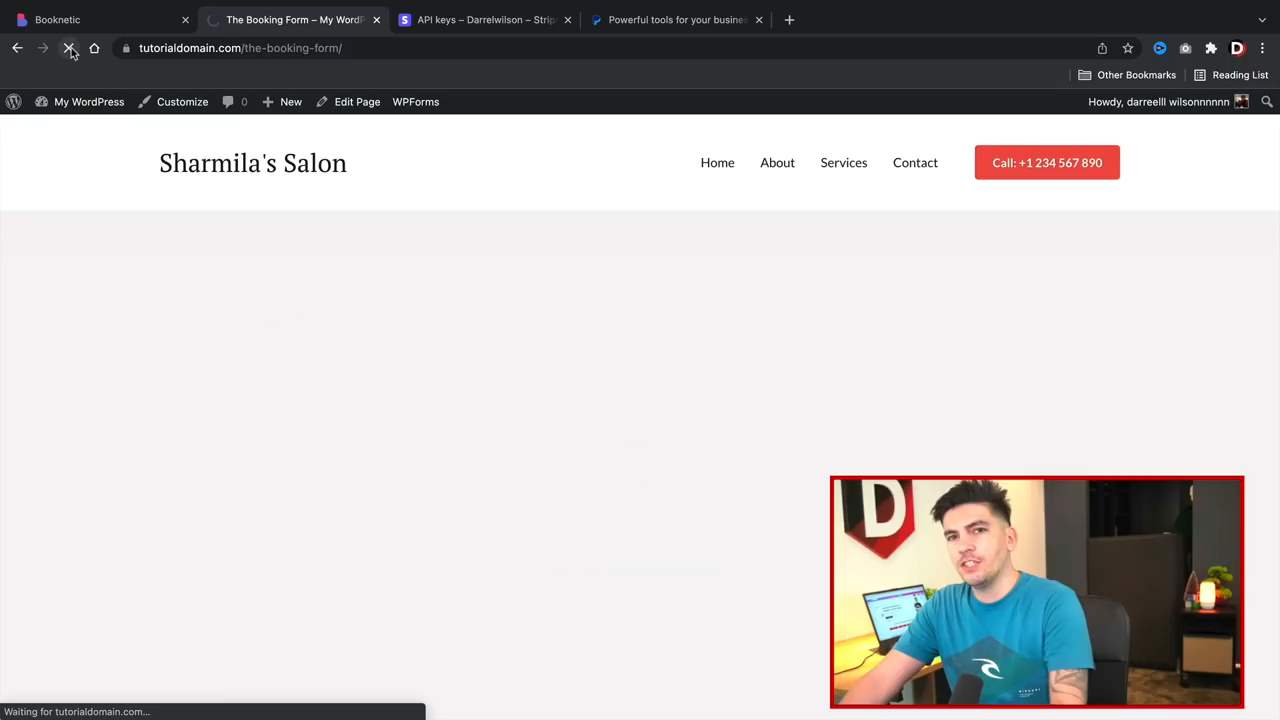 Booknetic
The Booking Form – My WordP
API keys – Darrelwilson – Strip
Powerful tools for your busine
tutorialdomain.com/the-booking-form/
Other Bookmarks
Reading List
My WordPress
Customize
0
New
Edit Page
WPForms
Howdy, darreelll wilsonnnnnn
Sharmila's Salon
Home
About
Services
Contact
Call: +1 234 567 890
D
Waiting for tutorialdomain.com...